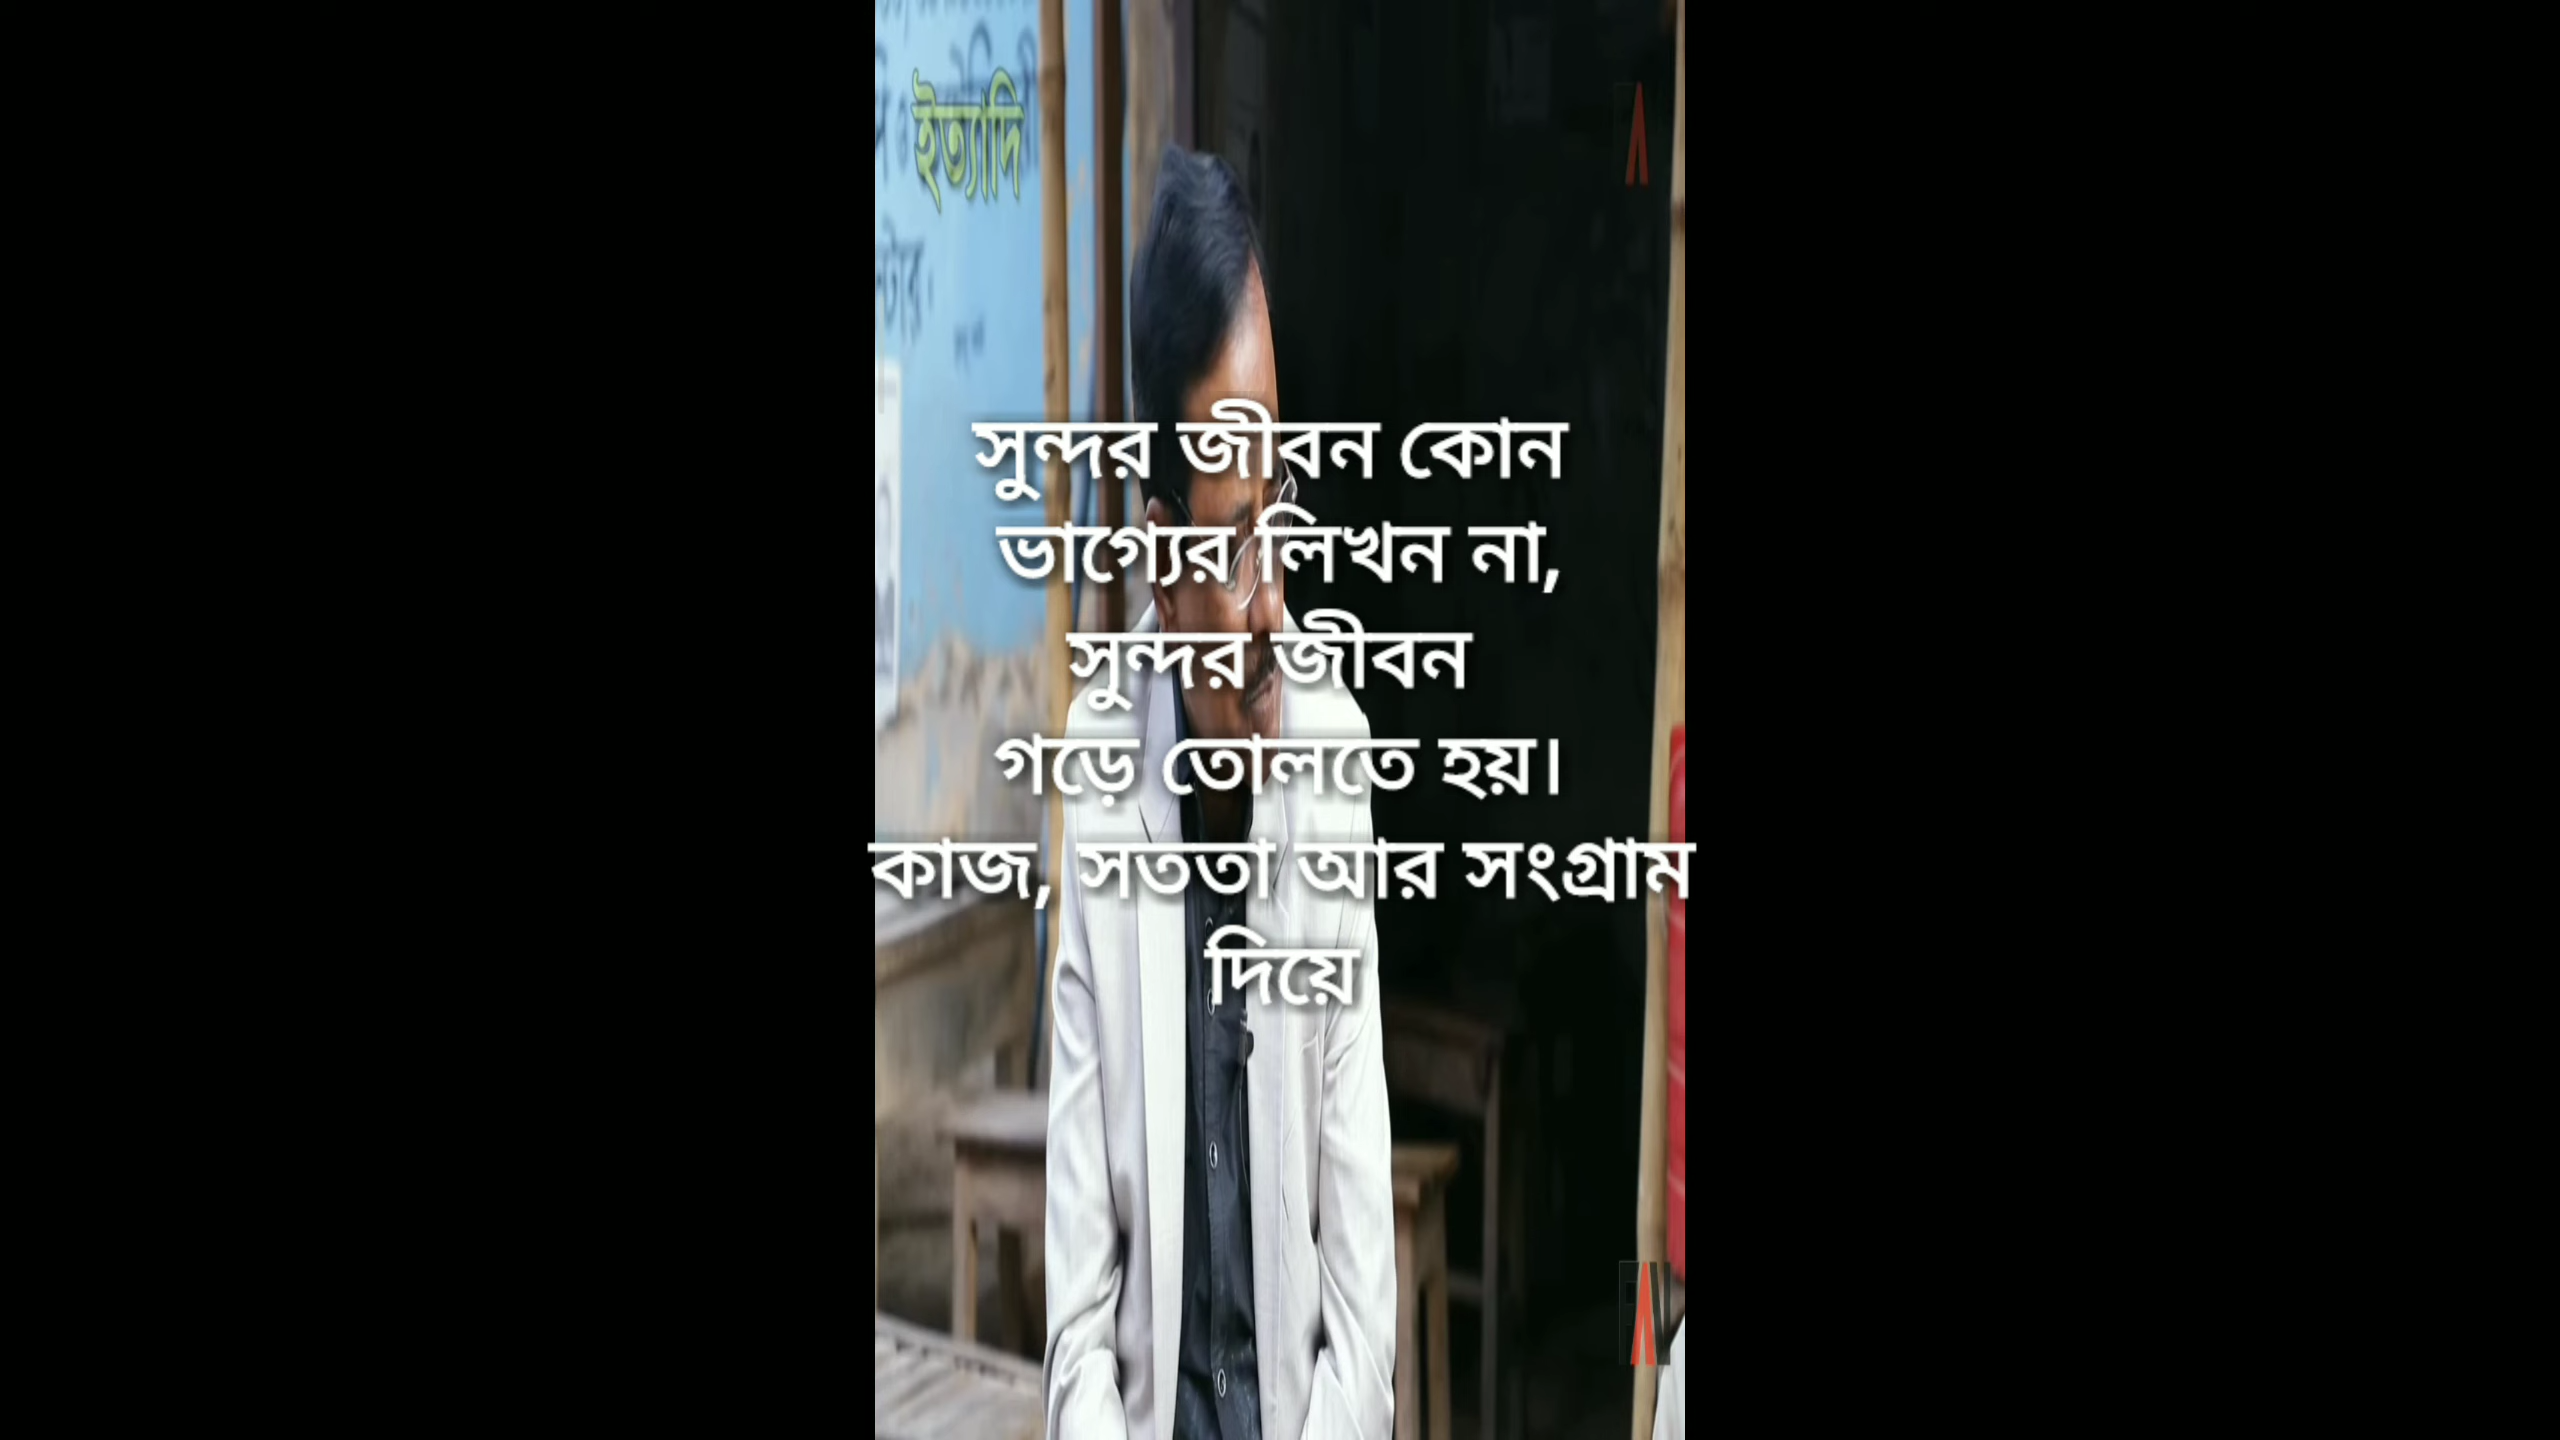 ইত্যাদি
সুন্দর জীবন কোন
ভাগ্যের লিখন না,
সুন্দর জীবন
গড়ে তোলতে হয়।
কাজ, সততা আর সংগ্রাম
দিয়ে